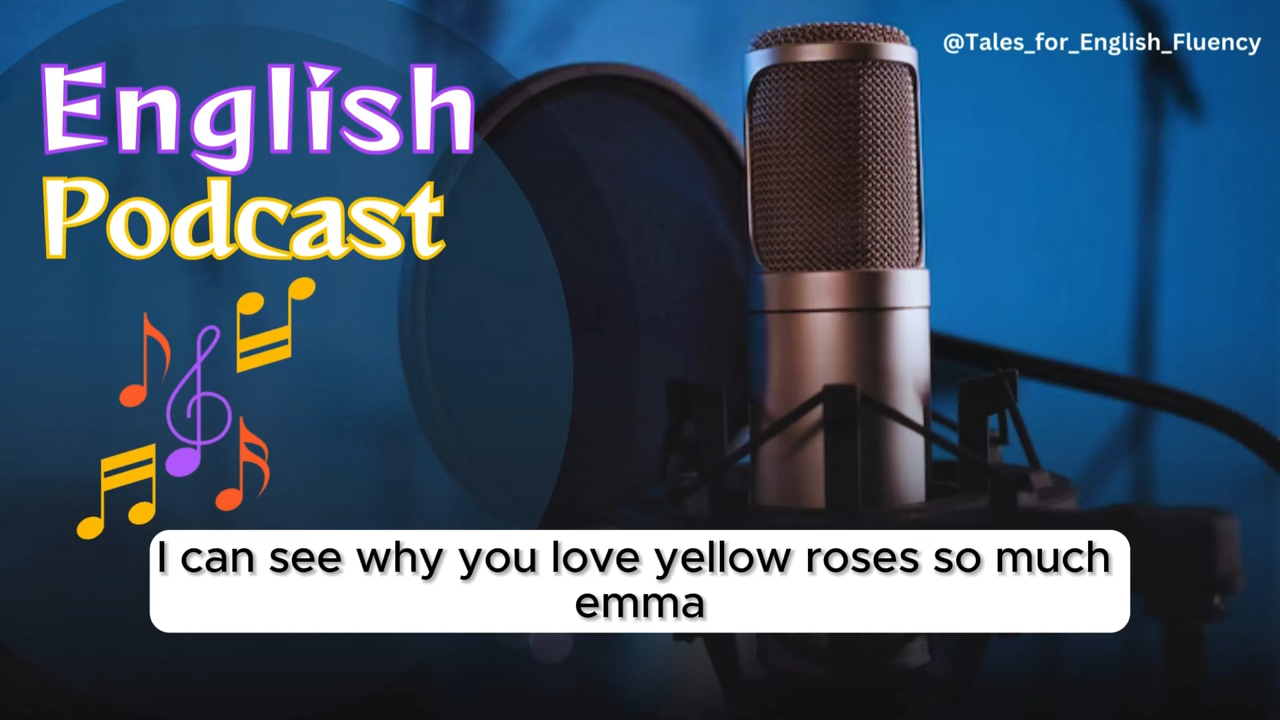 @Tales_for_English_Fluency
English
Podcast
I can see why you love yellow roses so much
emma